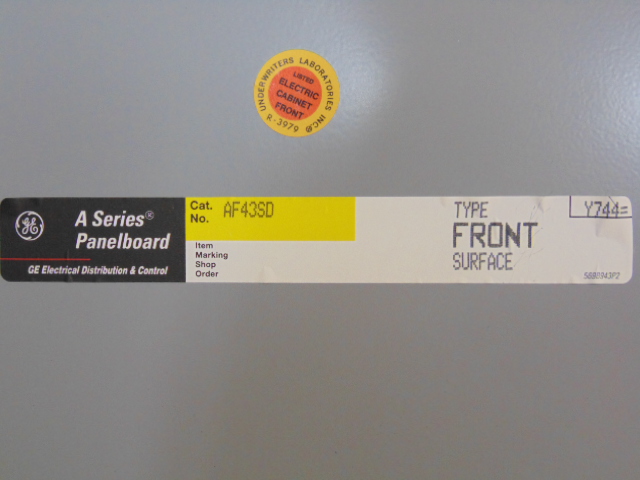 UNDERWRITERS LABORATORIES INC.®
LISTED
ELECTRIC
CABINET
FRONT
R-3979
GE
A Series®
Panelboard
GE Electrical Distribution & Control
Cat.
No.
AF43SD
Item
Marking
Shop
Order
TYPE
FRONT
SURFACE
Y744=